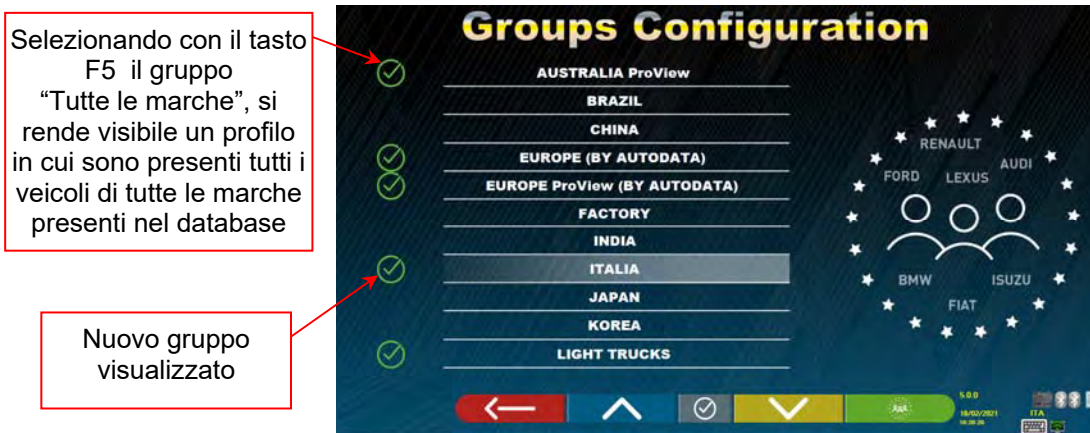 Selezionando con il tasto
F5 il gruppo
“Tutte le marche”, si
rende visibile un profilo
in cui sono presenti tutti i
veicoli di tutte le marche
presenti nel database
Nuovo gruppo
visualizzato
Groups Configuration
AUSTRALIA ProView
BRAZIL
CHINA
EUROPE (BY AUTODATA)
EUROPE ProView (BY AUTODATA)
FACTORY
INDIA
ITALIA
JAPAN
KOREA
LIGHT TRUCKS
RENAULT
AUDI
FORD
LEXUS
BMW
ISUZU
FIAT
5.0.0
18/02/2021
ITA